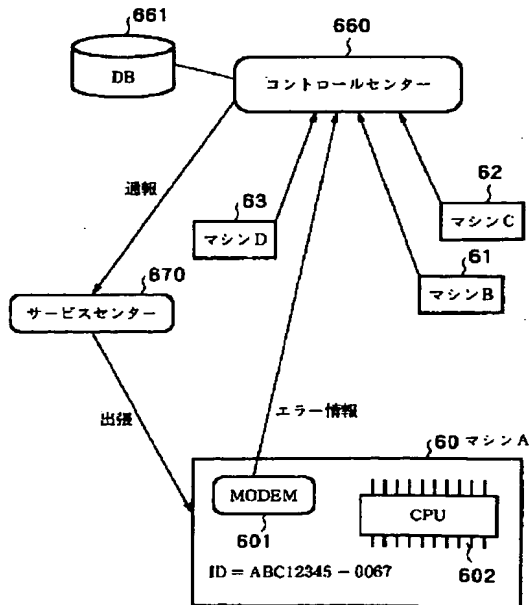 661
DB
660
コントロールセンター
通報
63
マシンD
62
マシンC
61
マシンB
670
サービスセンター
出張
エラー情報
60 マシンA
MODEM
601
CPU
602
ID = ABC12345-0067